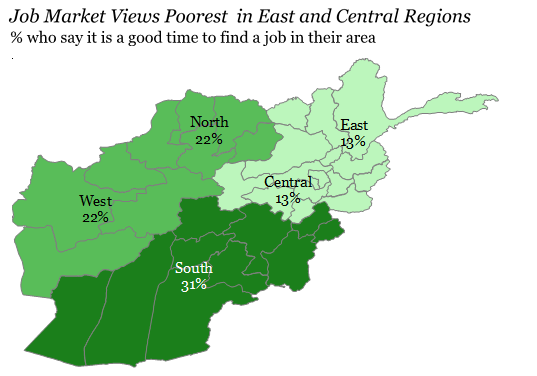 Job Market Views Poorest  in East and Central Regions
% who say it is a good time to find a job in their area
North
22%
East
13%
Central
13%
West
22%
South
31%